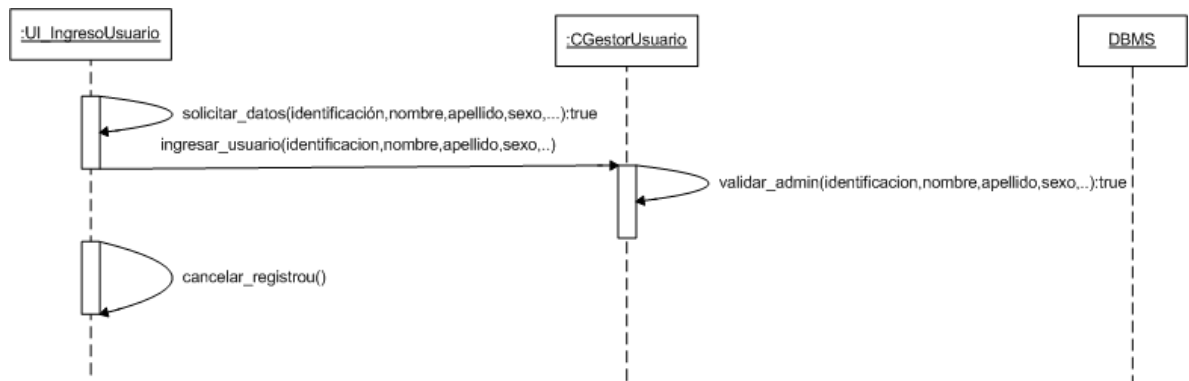 :UI_IngresoUsuario
:CGestorUsuario
DBMS
solicitar_datos(identificación,nombre,apellido,sexo,...):true
ingresar_usuario(identificacion,nombre,apellido,sexo,..)
validar_admin(identificacion,nombre,apellido,sexo,..):true
cancelar_registrou()